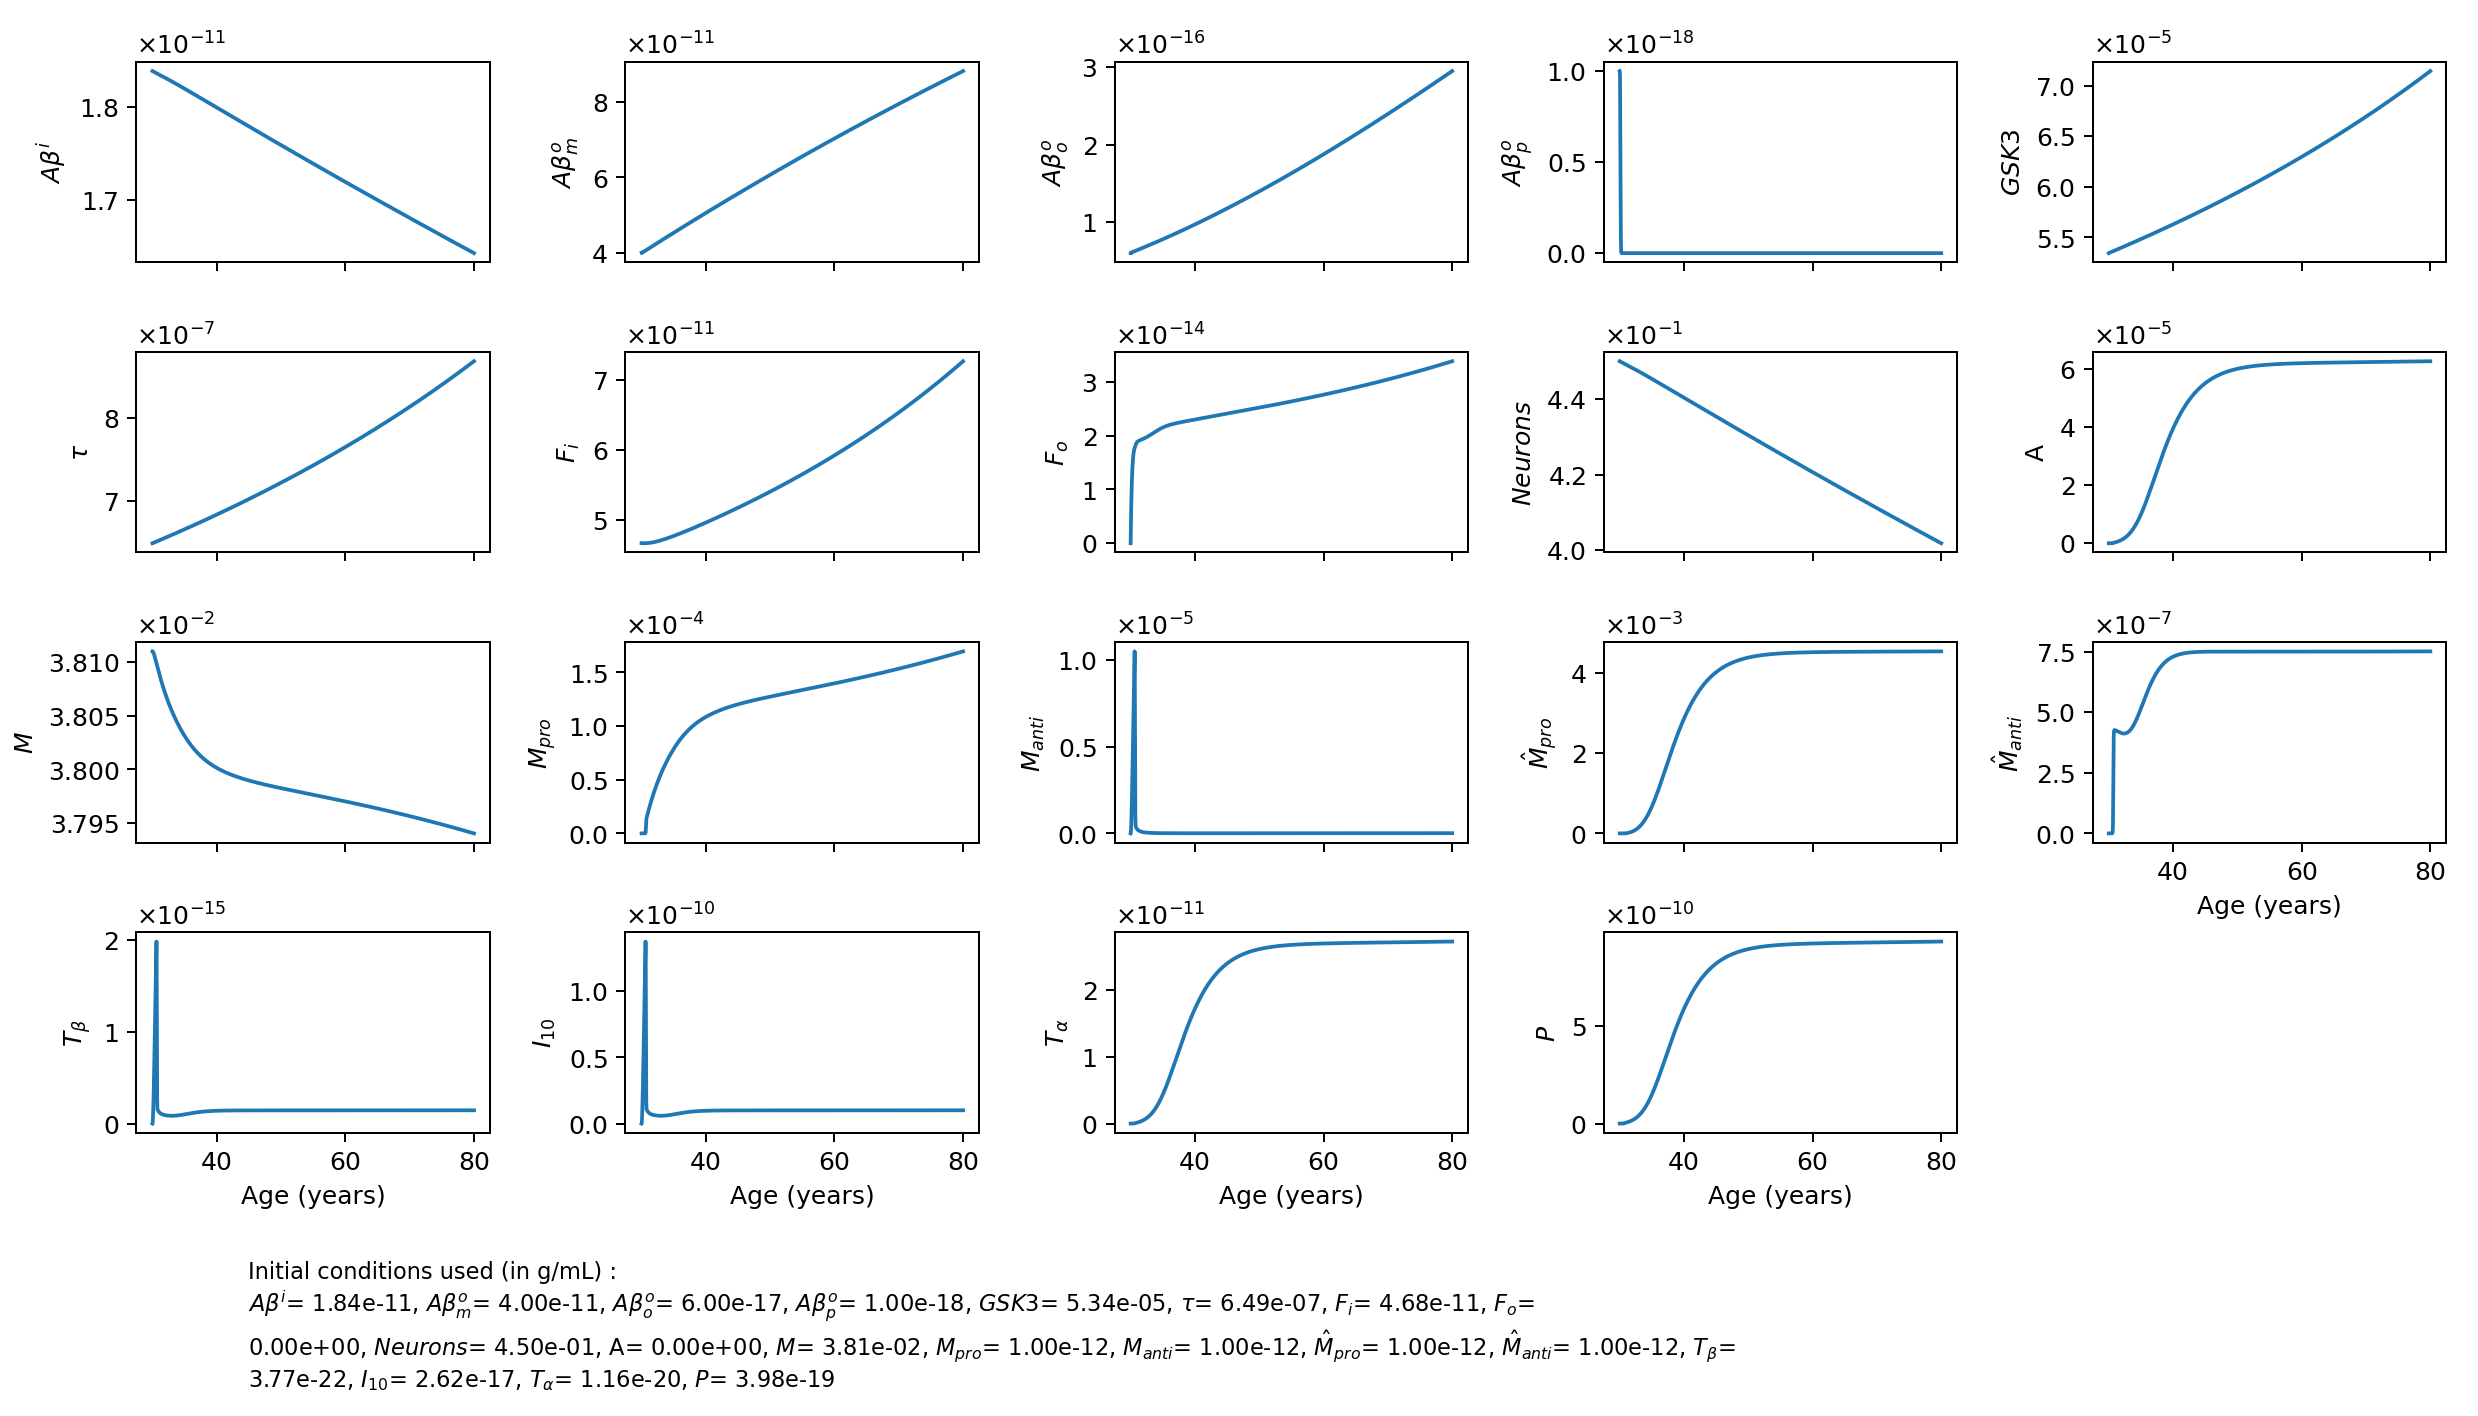 ×10⁻¹¹ ×10⁻¹¹ ×10⁻¹⁶ ×10⁻¹⁸ ×10⁻⁵
Aβⁱ
1.8
1.7
Aβₘᵒ
8
6
4
Aβₒᵒ
3
2
1
Aβₚᵒ
1.0
0.5
0.0
GSK3
7.0
6.5
6.0
5.5
×10⁻⁷ ×10⁻¹¹ ×10⁻¹⁴ ×10⁻¹ ×10⁻⁵
τ
8
7
Fᵢ
7
6
5
Fₒ
3
2
1
0
Neurons
4.4
4.2
4.0
A
6
4
2
0
×10⁻² ×10⁻⁴ ×10⁻⁵ ×10⁻³ ×10⁻⁷
M
3.810
3.805
3.800
3.795
M_pro
1.5
1.0
0.5
0.0
M_anti
1.0
0.5
0.0
M̂_pro
4
2
0
M̂_anti
7.5
5.0
2.5
0.0
40 60 80
Age (years)
×10⁻¹⁵ ×10⁻¹⁰ ×10⁻¹¹ ×10⁻¹⁰
T_β
2
1
0
I₁₀
1.0
0.5
0.0
T_α
2
1
0
P
5
0
40 60 80 40 60 80 40 60 80 40 60 80
Age (years) Age (years) Age (years) Age (years)
Initial conditions used (in g/mL) :
Aβⁱ= 1.84e-11, Aβₘᵒ= 4.00e-11, Aβₒᵒ= 6.00e-17, Aβₚᵒ= 1.00e-18, GSK3= 5.34e-05, τ= 6.49e-07, Fᵢ= 4.68e-11, Fₒ=
0.00e+00, Neurons= 4.50e-01, A= 0.00e+00, M= 3.81e-02, M_pro= 1.00e-12, M_anti= 1.00e-12, M̂_pro= 1.00e-12, M̂_anti= 1.00e-12, T_β=
3.77e-22, I₁₀= 2.62e-17, T_α= 1.16e-20, P= 3.98e-19